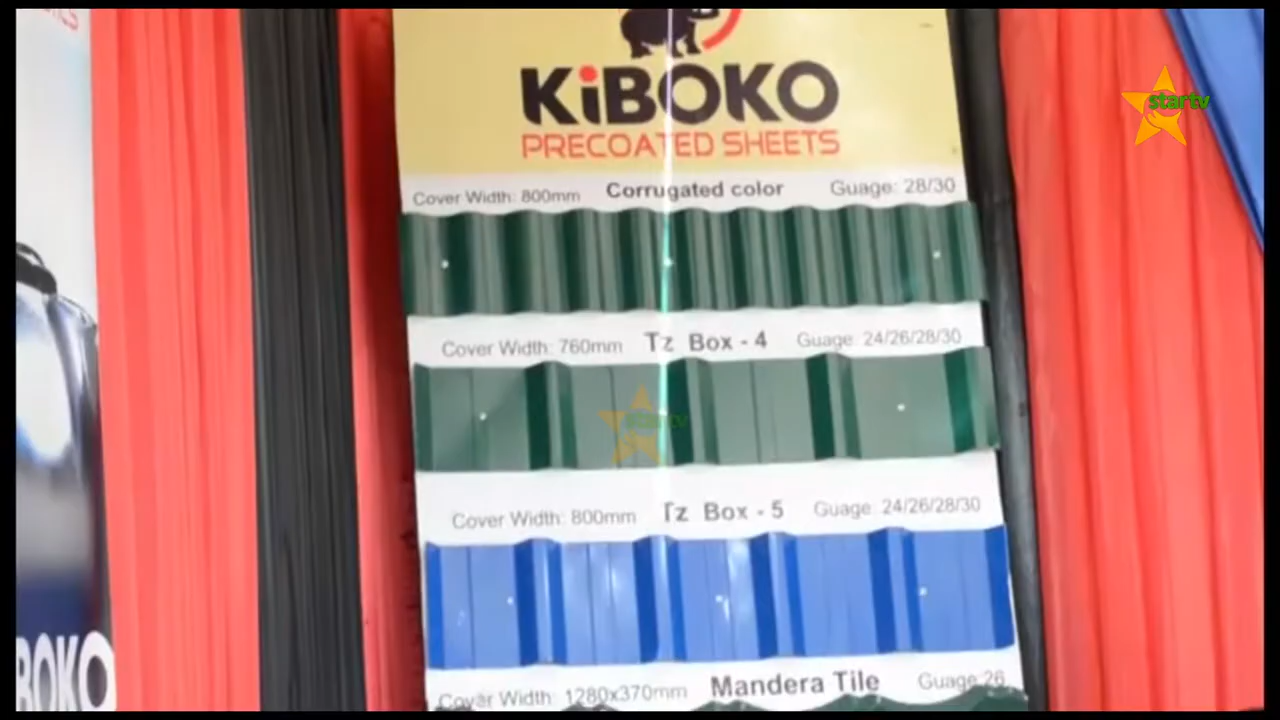 KiBOKO
PRECOATED SHEETS
startv
Cover Width: 800mm Corrugated color Guage: 28/30
Cover Width: 760mm Tz Box - 4 Guage: 24/26/28/30
startv
Cover Width: 800mm Tz Box - 5 Guage: 24/26/28/30
Covar Width: 1280x370mm Mandera Tile Guage:26
BOKO